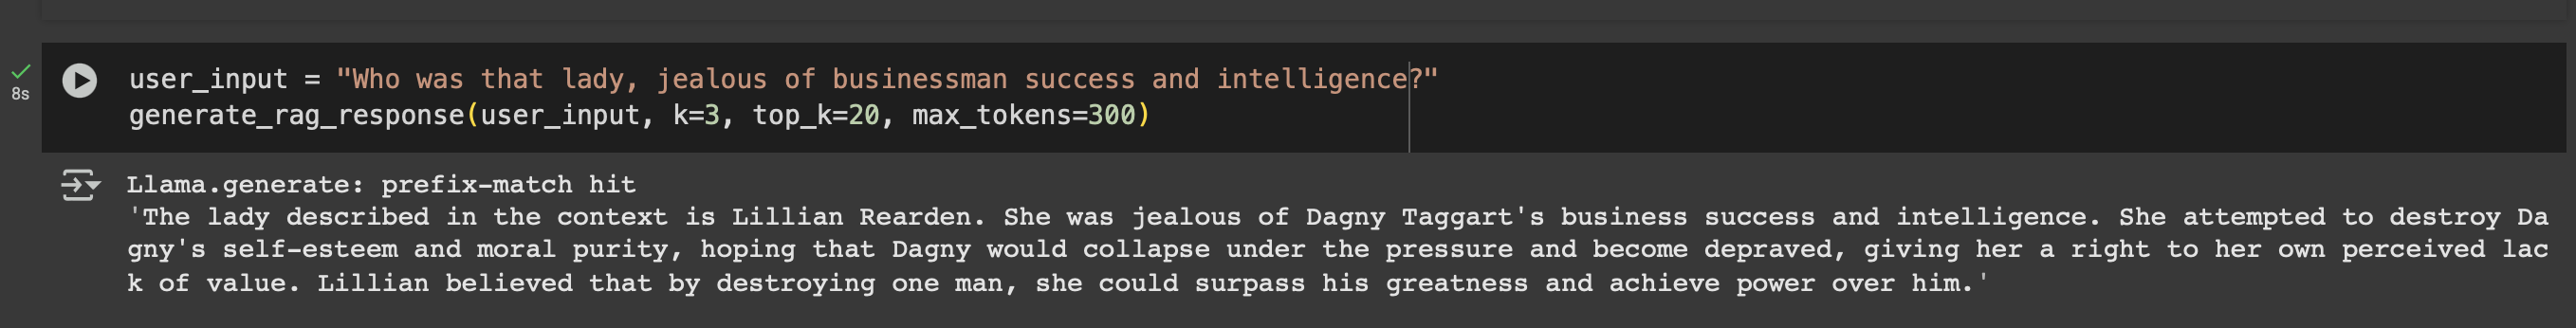 user_input = "Who was that lady, jealous of businessman success and intelligence?"
8s
generate_rag_response(user_input, k=3, top_k=20, max_tokens=300)
Llama.generate: prefix-match hit
'The lady described in the context is Lillian Rearden. She was jealous of Dagny Taggart's business success and intelligence. She attempted to destroy Da
gny's self-esteem and moral purity, hoping that Dagny would collapse under the pressure and become depraved, giving her a right to her own perceived lac
k of value. Lillian believed that by destroying one man, she could surpass his greatness and achieve power over him.'